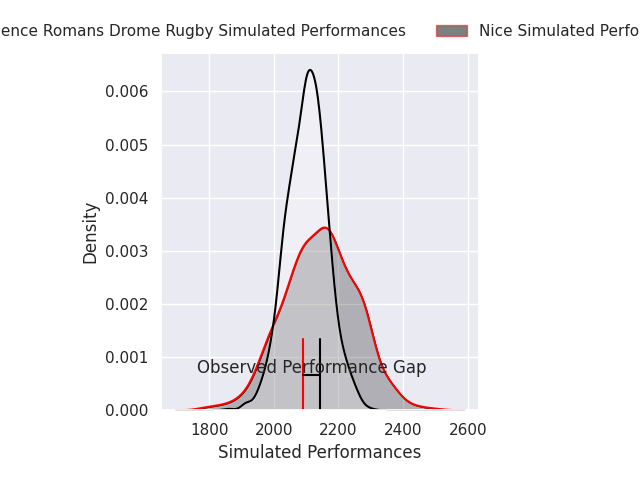 ence Romans Drome Rugby Simulated Performances
Nice Simulated Perfo
0.006
0.005
0.004
0.003
0.002
0.001
0.000
Density
Observed Performance Gap
1800 2000 2200 2400 2600
Simulated Performances